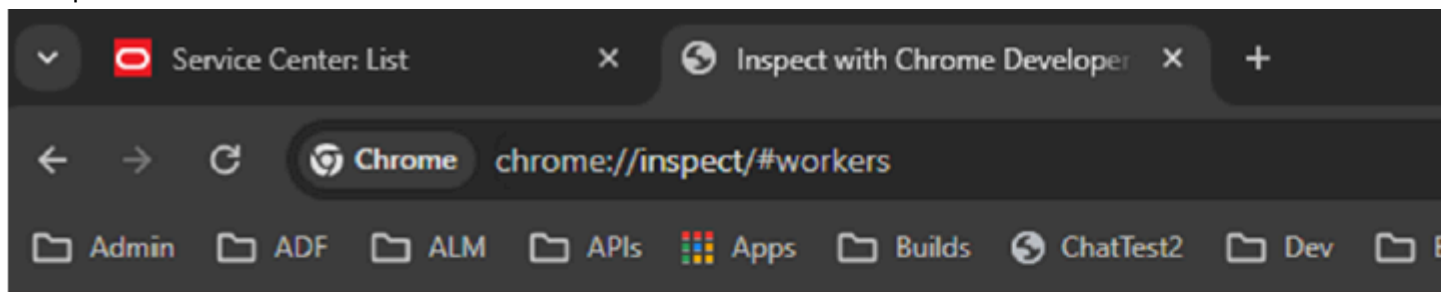 Service Center: List Inspect with Chrome Developer
Chrome chrome://inspect/#workers
Admin ADF ALM APIs Apps Builds ChatTest2 Dev